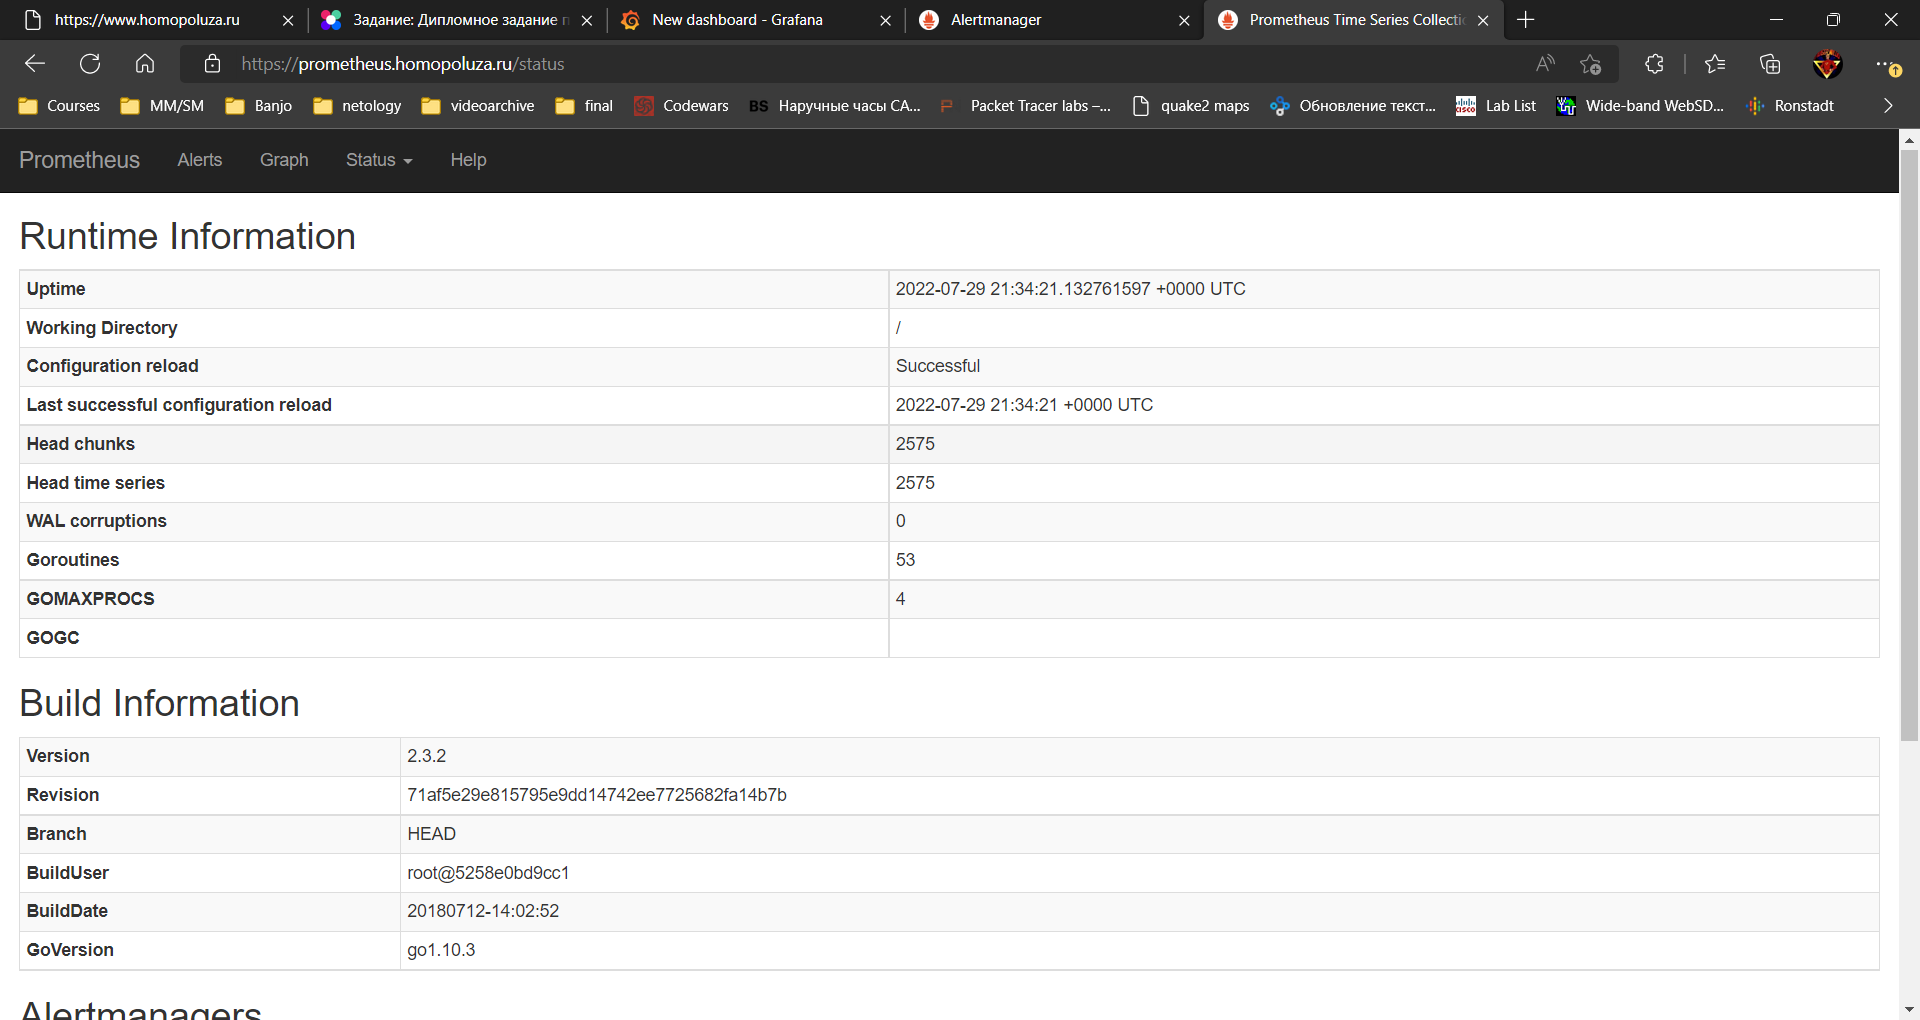 https://www.homopoluza.ru
Задание: Дипломное задание п
New dashboard - Grafana
Alertmanager
Prometheus Time Series Collecti
https://prometheus.homopoluza.ru/status
Courses MM/SM Banjo netology videoarchive final Codewars BS Наручные часы CA... Packet Tracer labs –... quake2 maps Обновление текст... Lab List Wide-band WebSD... Ronstadt
Prometheus Alerts Graph Status Help
Runtime Information
Uptime 2022-07-29 21:34:21.132761597 +0000 UTC
Working Directory /
Configuration reload Successful
Last successful configuration reload 2022-07-29 21:34:21 +0000 UTC
Head chunks 2575
Head time series 2575
WAL corruptions 0
Goroutines 53
GOMAXPROCS 4
GOGC
Build Information
Version 2.3.2
Revision 71af5e29e815795e9dd14742ee7725682fa14b7b
Branch HEAD
BuildUser root@5258e0bd9cc1
BuildDate 20180712-14:02:52
GoVersion go1.10.3
Alertmanagers